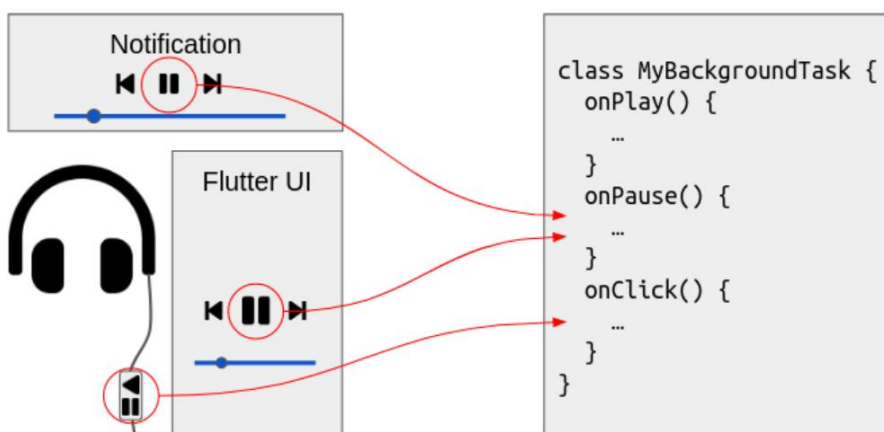 Notification
Flutter UI
class MyBackgroundTask {
onPlay() {
…
}
onPause() {
…
}
onClick() {
…
}
}